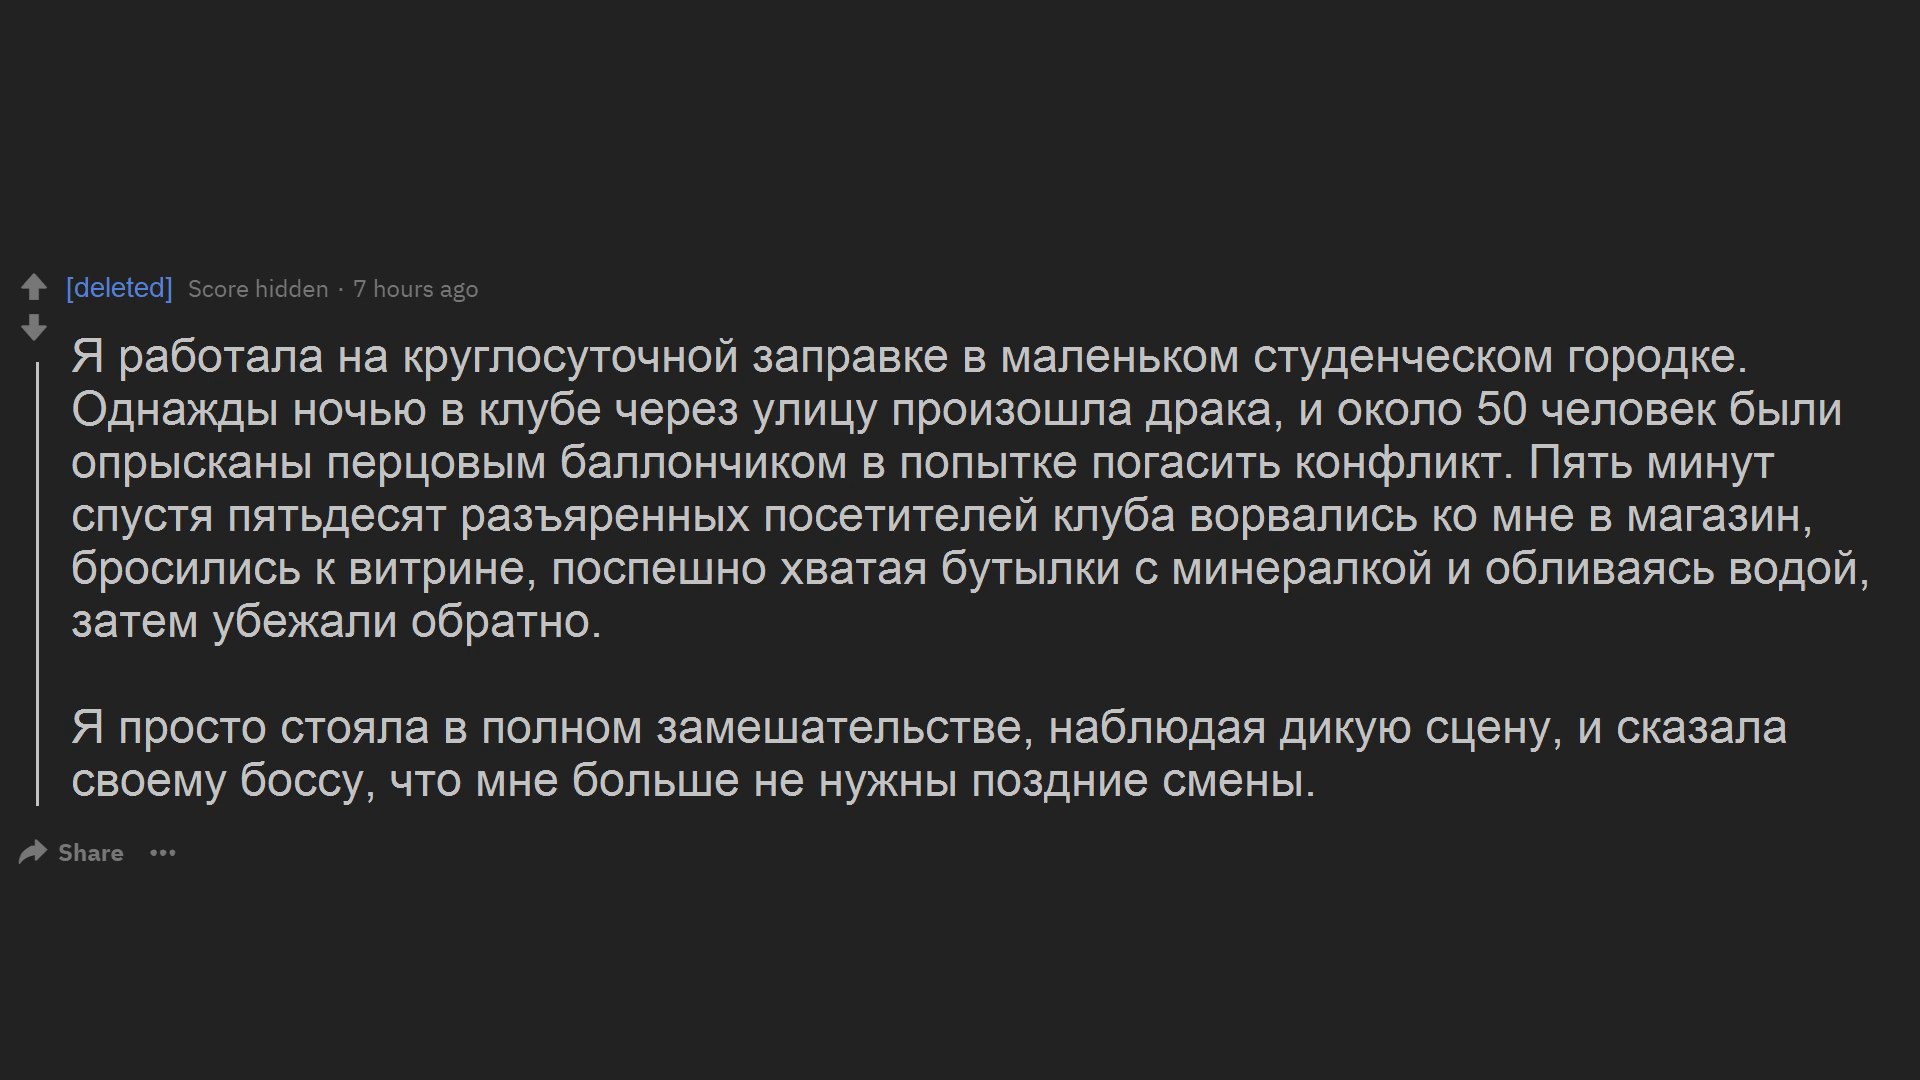 [deleted] Score hidden · 7 hours ago
Я работала на круглосуточной заправке в маленьком студенческом городке.
Однажды ночью в клубе через улицу произошла драка, и около 50 человек были
опрысканы перцовым баллончиком в попытке погасить конфликт. Пять минут
спустя пятьдесят разъяренных посетителей клуба ворвались ко мне в магазин,
бросились к витрине, поспешно хватая бутылки с минералкой и обливаясь водой,
затем убежали обратно.
Я просто стояла в полном замешательстве, наблюдая дикую сцену, и сказала
своему боссу, что мне больше не нужны поздние смены.
Share ···